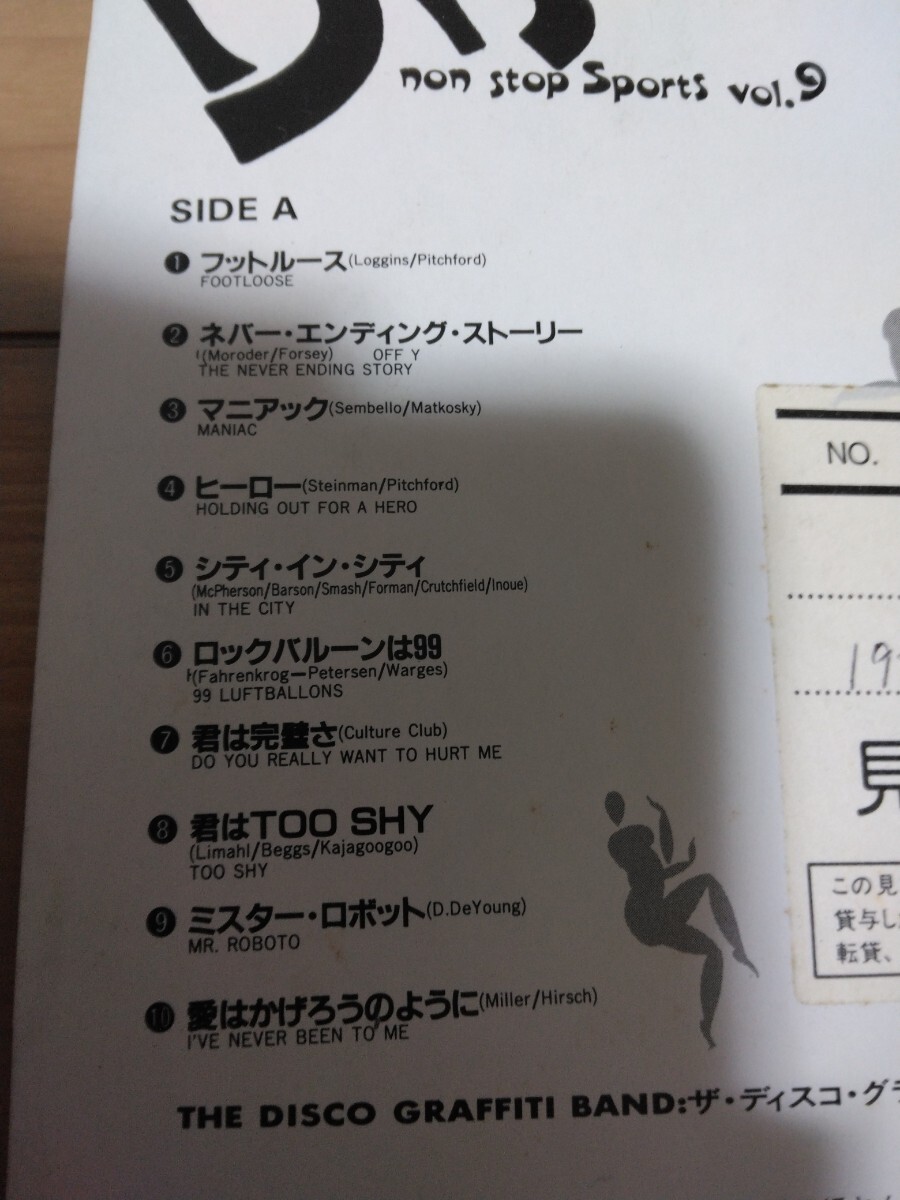 non stop Sports vol.9
SIDE A
❶ フットルース(Loggins/Pitchford)
FOOTLOOSE
❷ ネバー・エンディング・ストーリー
(Moroder/Forsey) OFF Y
THE NEVER ENDING STORY
❸ マニアック(Sembello/Matkosky)
MANIAC
❹ ヒーロー(Steinman/Pitchford)
HOLDING OUT FOR A HERO
❺ シティ・イン・シティ
(McPherson/Barson/Smash/Forman/Crutchfield/Inoue)
IN THE CITY
❻ ロックバルーンは99
(Fahrenkrog-Petersen/Warges)
99 LUFTBALLONS
❼ 君は完璧さ(Culture Club)
DO YOU REALLY WANT TO HURT ME
❽ 君はTOO SHY
(Limahl/Beggs/Kajagoogoo)
TOO SHY
❾ ミスター・ロボット(D.DeYoung)
MR. ROBOTO
❿ 愛はかげろうのように(Miller/Hirsch)
I'VE NEVER BEEN TO ME
THE DISCO GRAFFITI BAND:ザ・ディスコ・グラ
NO.
19
見
この見
貸与し
転貸、